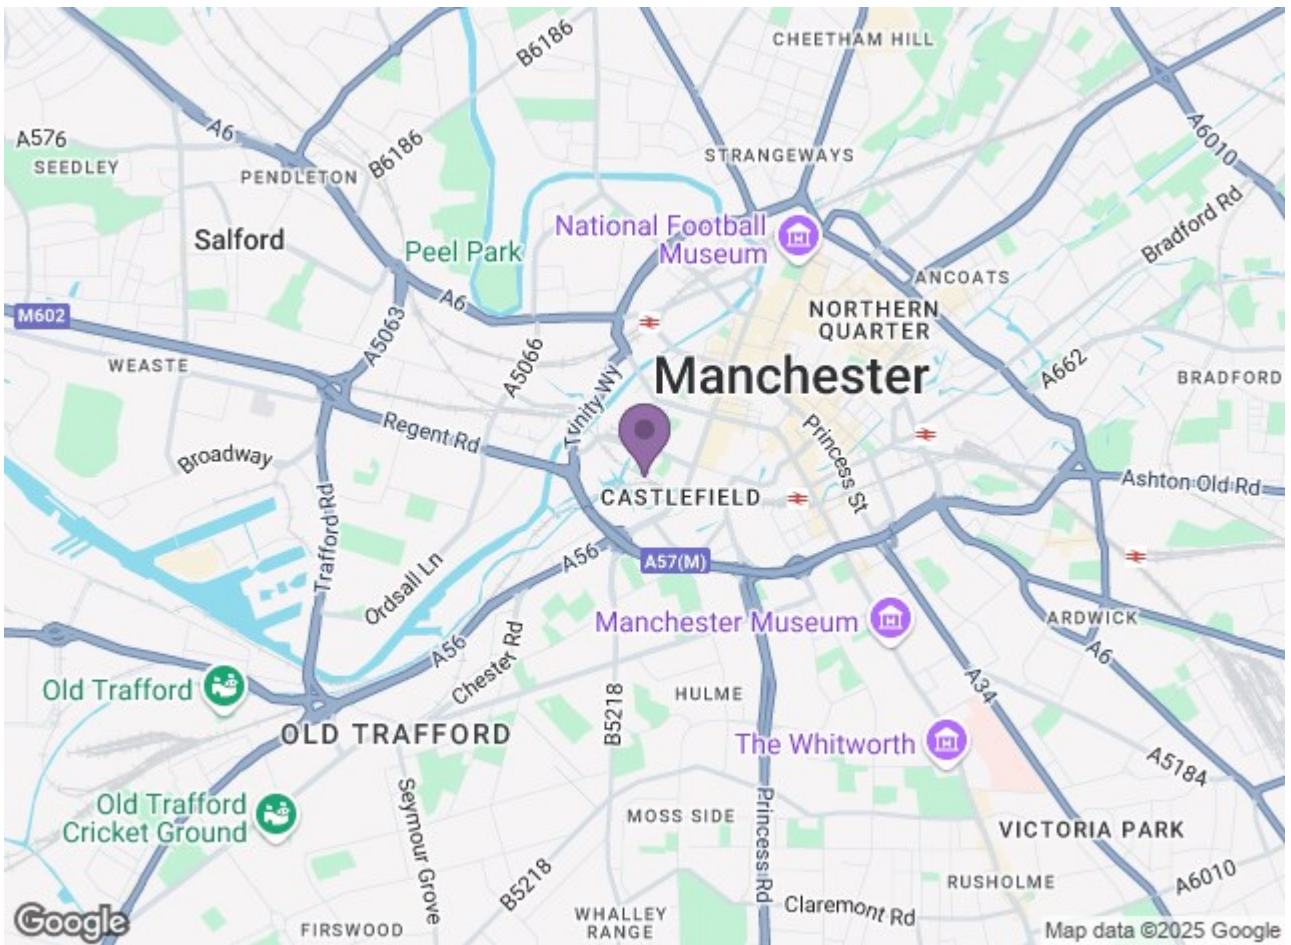 B6186
CHEETHAM HILL
A6
A576
SEEDLEY
PENDLETON
B6186
STRANGEWAYS
A6010
Salford
Peel Park
National Football
Museum
Bradford Rd
ANCOATS
A6
NORTHERN
QUARTER
M602
A5063
WEASTE
A5066
Trinity Wy
Manchester
A662
BRADFORD
Regent Rd
Broadway
Princess St
Ashton Old Rd
CASTLEFIELD
Trafford Rd
Ordsall Ln
A56
A57(M)
Manchester Museum
ARDWICK
A6
A56
Chester Rd
Old Trafford
HULME
A34
B5218
OLD TRAFFORD
The Whitworth
A5184
Old Trafford
Cricket Ground
Seymour Grove
MOSS SIDE
Princess Rd
VICTORIA PARK
B5218
RUSHOLME
A6010
WHALLEY
RANGE
Claremont Rd
FIRSWOOD
Google
Map data ©2025 Google